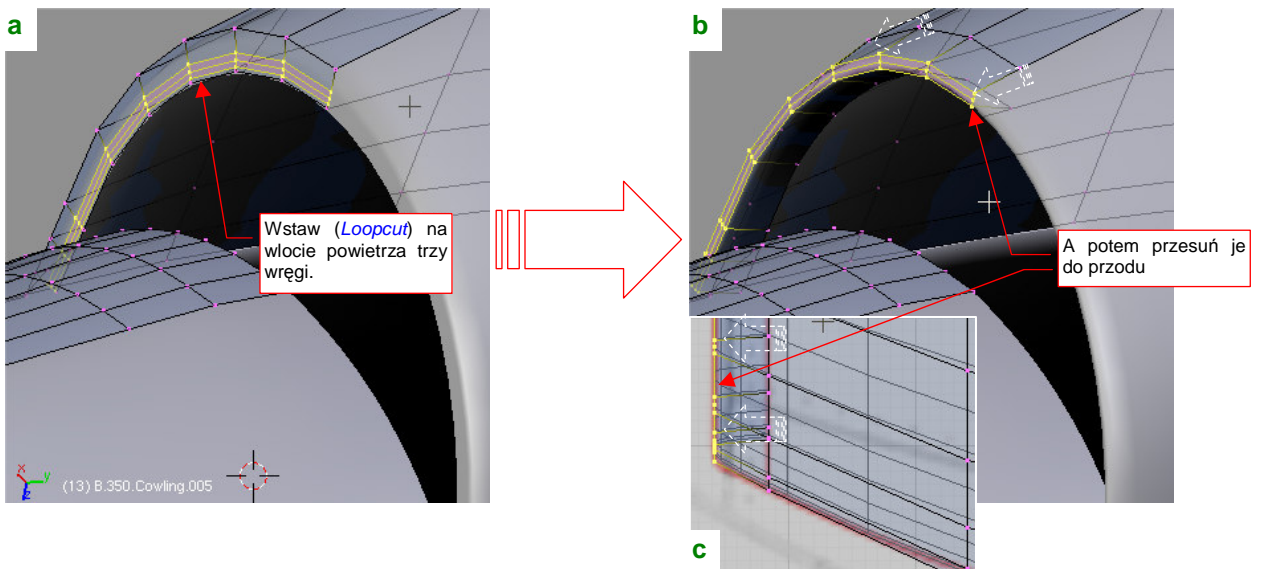 a
Wstaw (Loopcut) na
wlocie powietrza trzy
wręgi.
x
y
z
(13) B.350.Cowling.005
b
A potem przesuń je
do przodu
c